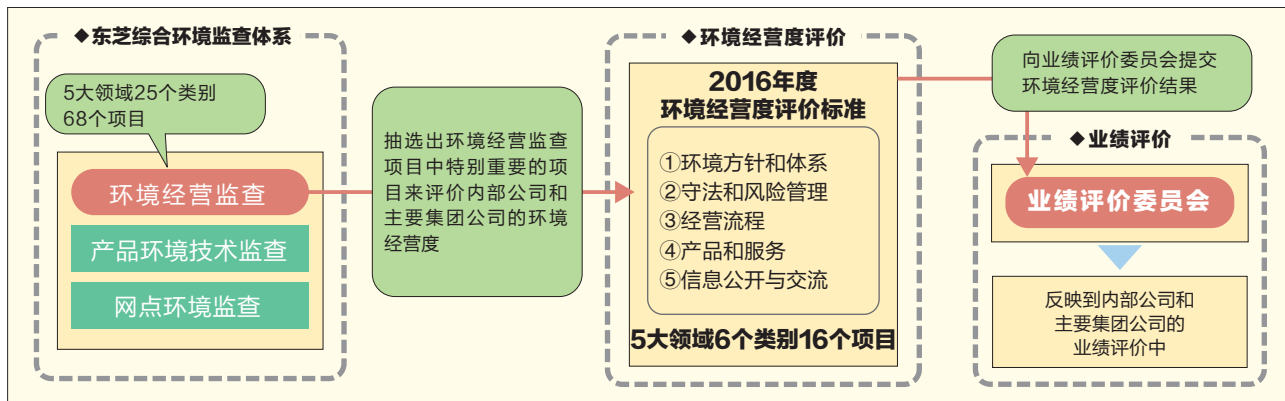 ◆东芝综合环境监查体系
5大领域25个类别
68个项目
环境经营监查
产品环境技术监查
网点环境监查
抽选出环境经营监查
项目中特别重要的项
目来评价内部公司和
主要集团公司的环境
经营度
◆环境经营度评价
2016年度
环境经营度评价标准
①环境方针和体系
②守法和风险管理
③经营流程
④产品和服务
⑤信息公开与交流
5大领域6个类别16个项目
向业绩评价委员会提交
环境经营度评价结果
◆业绩评价
业绩评价委员会
反映到内部公司和
主要集团公司的
业绩评价中